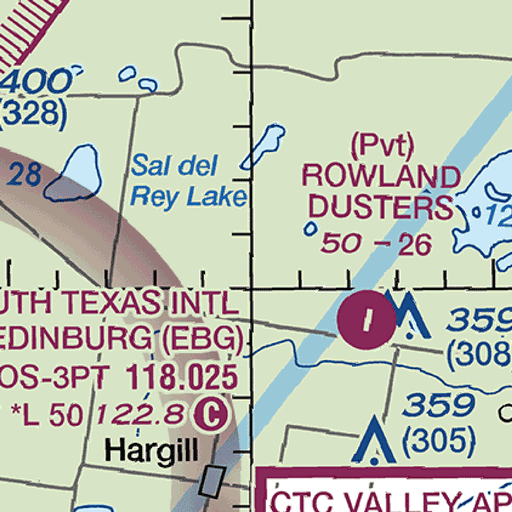 400
(328)
28
Sal del
Rey Lake
(Pvt)
ROWLAND
DUSTERS
50 - 26
12
UTH TEXAS INTL
EDINBURG (EBG)
OS-3PT 118.025
*L 50 122.8 C
Hargill
359
(308
359
(305)
CTC VALLEY AP